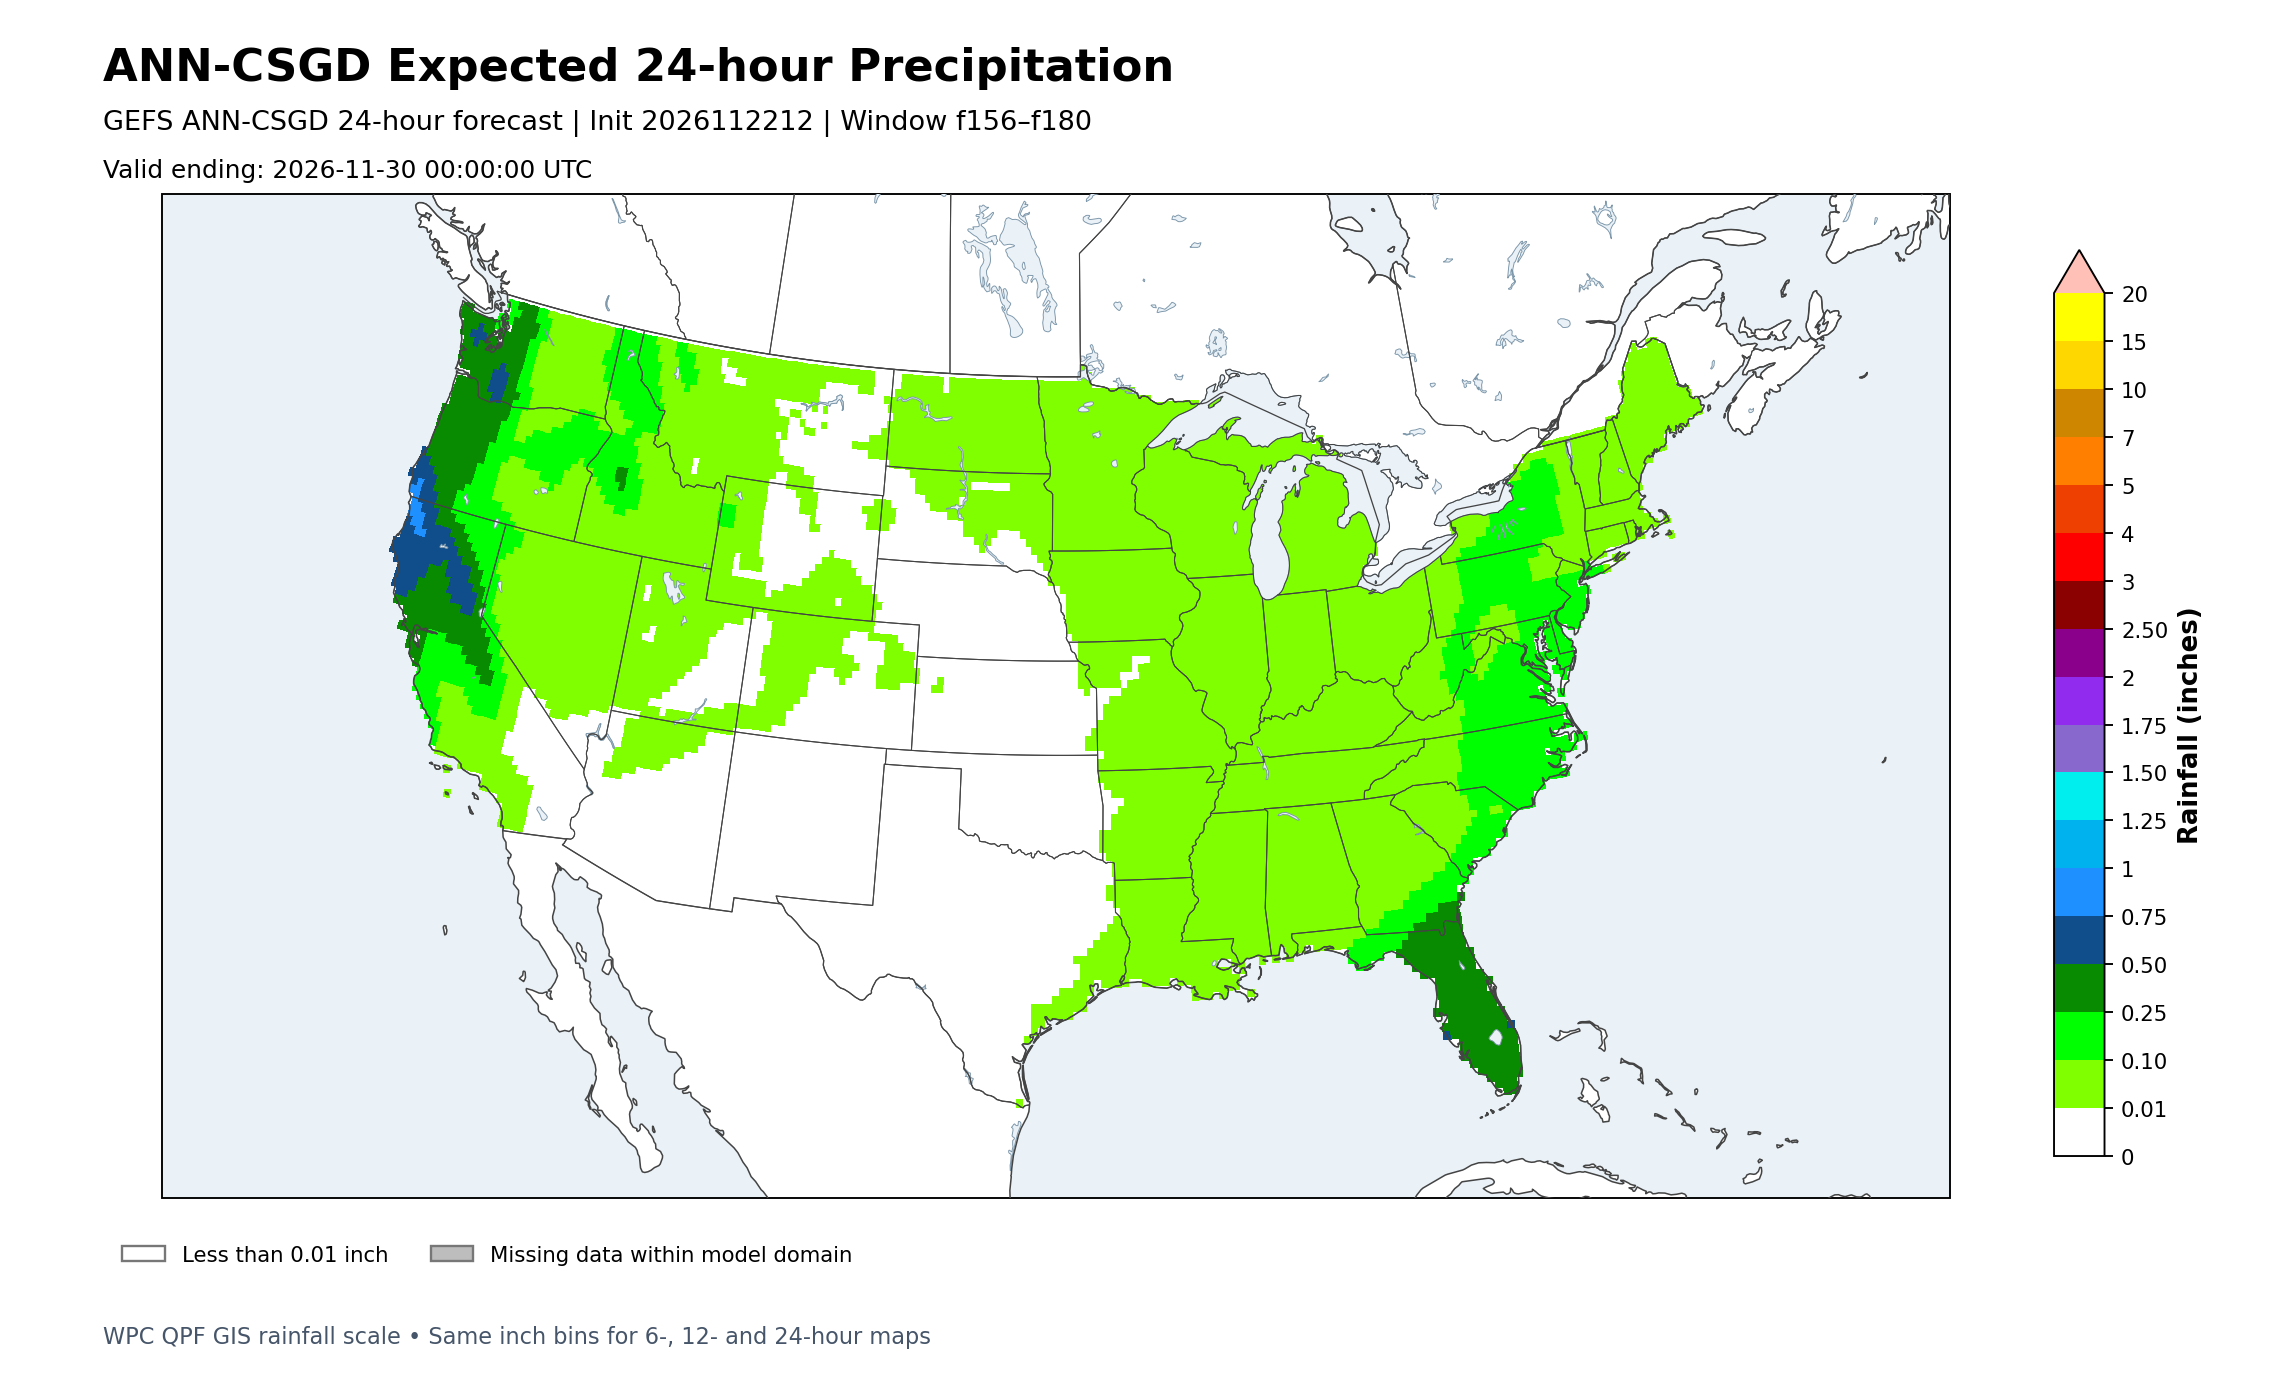 ANN-CSGD Expected 24-hour Precipitation
GEFS ANN-CSGD 24-hour forecast | Init 2026112212 | Window f156–f180
Valid ending: 2026-11-30 00:00:00 UTC
20
15
10
7
5
4
3
2.50
2
1.75
1.50
1.25
1
0.75
0.50
0.25
0.10
0.01
0
Rainfall (inches)
Less than 0.01 inch
Missing data within model domain
WPC QPF GIS rainfall scale • Same inch bins for 6-, 12- and 24-hour maps